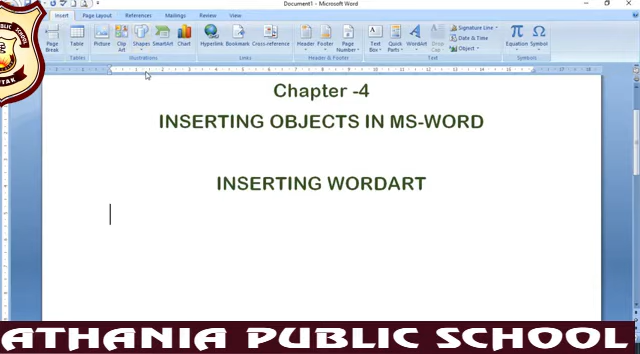 Document1 - Microsoft Word
Insert Page Layout References Mailings Review View
Page Break Table Picture Clip Art Shapes SmartArt Chart Hyperlink Bookmark Cross-reference Header Footer Page Number Text Box Quick Parts WordArt Drop Cap Signature Line Date & Time Object Equation Symbol
Tables Illustrations Links Header & Footer Text Symbols
Chapter -4
INSERTING OBJECTS IN MS-WORD
INSERTING WORDART
ATHANIA PUBLIC SCHOOL